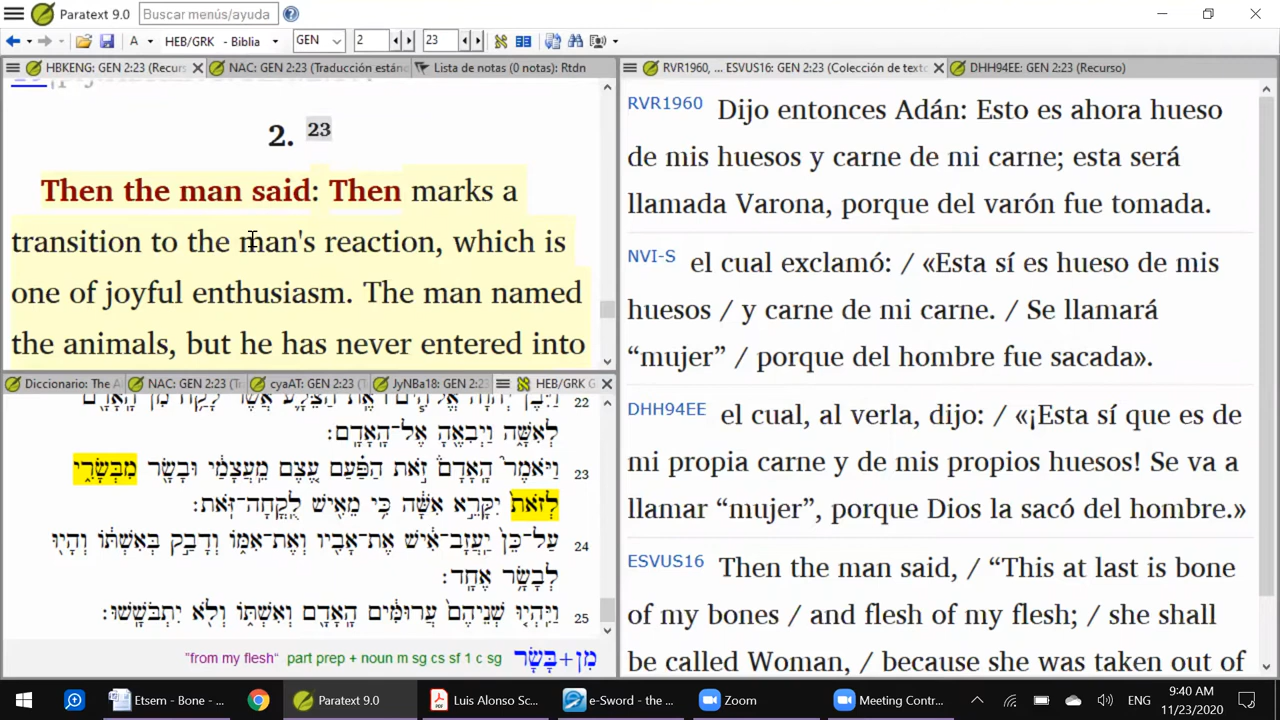 Paratext 9.0
Buscar menús/ayuda
A
HEB/GRK - Biblia
GEN
2
23
HBKENG: GEN 2:23 (Recurs
NAC: GEN 2:23 (Traducción están
Lista de notas (0 notas): Rtdn
2. 23
Then the man said: Then marks a
transition to the man's reaction, which is
one of joyful enthusiasm. The man named
the animals, but he has never entered into
RVR1960, ... ESVUS16: GEN 2:23 (Colección de texto
DHH94EE: GEN 2:23 (Recurso)
RVR1960 Dijo entonces Adán: Esto es ahora hueso
de mis huesos y carne de mi carne; esta será
llamada Varona, porque del varón fue tomada.
NVI-S el cual exclamó: / «Esta sí es hueso de mis
huesos / y carne de mi carne. / Se llamará
“mujer” / porque del hombre fue sacada».
DHH94EE el cual, al verla, dijo: / «¡Esta sí que es de
mi propia carne y de mis propios huesos! Se va a
llamar “mujer”, porque Dios la sacó del hombre.»
ESVUS16 Then the man said, / “This at last is bone
of my bones / and flesh of my flesh; / she shall
be called Woman, / because she was taken out of
Diccionario: The A
NAC: GEN 2:23 (T
cyaAT: GEN 2:23 (
JyNBa18: GEN 2:23
HEB/GRK G
22 וַיִּבֶן֩ יְהוָ֨ה אֱלֹהִ֧ים ׀ אֶֽת־הַצֵּלָ֛ע אֲשֶׁר־לָקַ֥ח מִן־הָֽאָדָ֖ם
לְאִשָּׁ֑ה וַיְבִאֶ֖הָ אֶל־הָֽאָדָֽם׃
23 וַיֹּאמֶר֮ הָֽאָדָם֒ זֹ֣את הַפַּ֗עַם עֶ֚צֶם מֵֽעֲצָמַ֔י וּבָשָׂ֖ר מִבְּשָׂרִ֑י
לְזֹאת֙ יִקָּרֵ֣א אִשָּׁ֔ה כִּ֥י מֵאִ֖ישׁ לֻֽקֳחָה־זֹּֽאת׃
24 עַל־כֵּן֙ יַֽעֲזָב־אִ֔ישׁ אֶת־אָבִ֖יו וְאֶת־אִמּ֑וֹ וְדָבַ֣ק בְּאִשְׁתּ֔וֹ וְהָי֖וּ
לְבָשָׂ֥ר אֶחָֽד׃
25 וַיִּֽהְי֤וּ שְׁנֵיהֶם֙ עֲרוּמִּ֔ים הָֽאָדָ֖ם וְאִשְׁתּ֑וֹ וְלֹ֖א יִתְבֹּשָֽׁשׁוּ׃
"from my flesh" part prep + noun m sg cs sf 1 c sg מִן+בָּשָׂר
Etsem - Bone - ...
Paratext 9.0
Luis Alonso Sc...
e-Sword - the ...
Zoom
Meeting Contr...
ENG
9:40 AM
11/23/2020